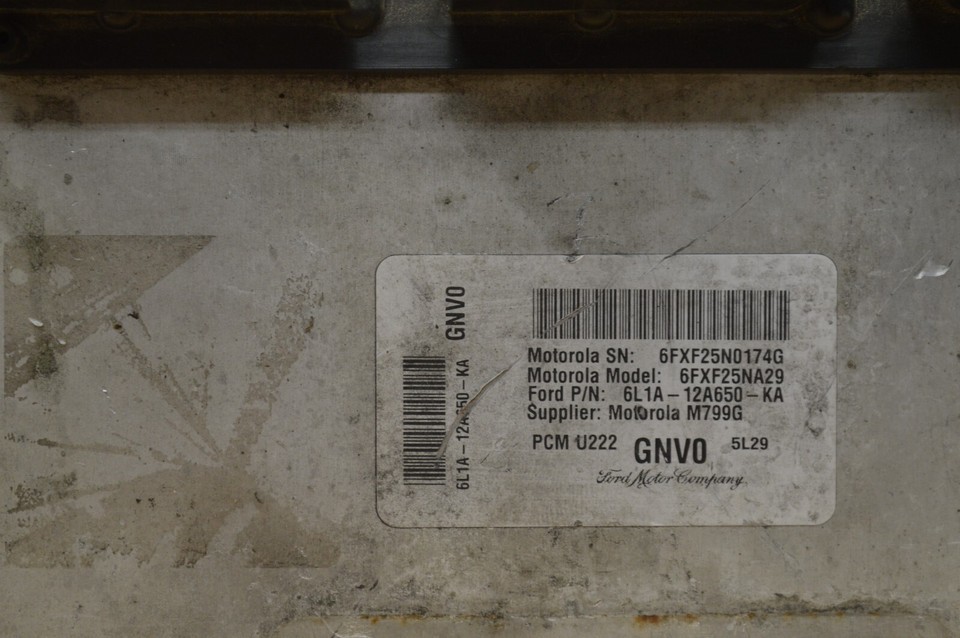 GNV0
6L1A-12A650-KA
Motorola SN: 6FXF25N0174G
Motorola Model: 6FXF25NA29
Ford P/N: 6L1A-12A650-KA
Supplier: Motorola M799G
PCM U222 GNV0 5L29
Ford Motor Company